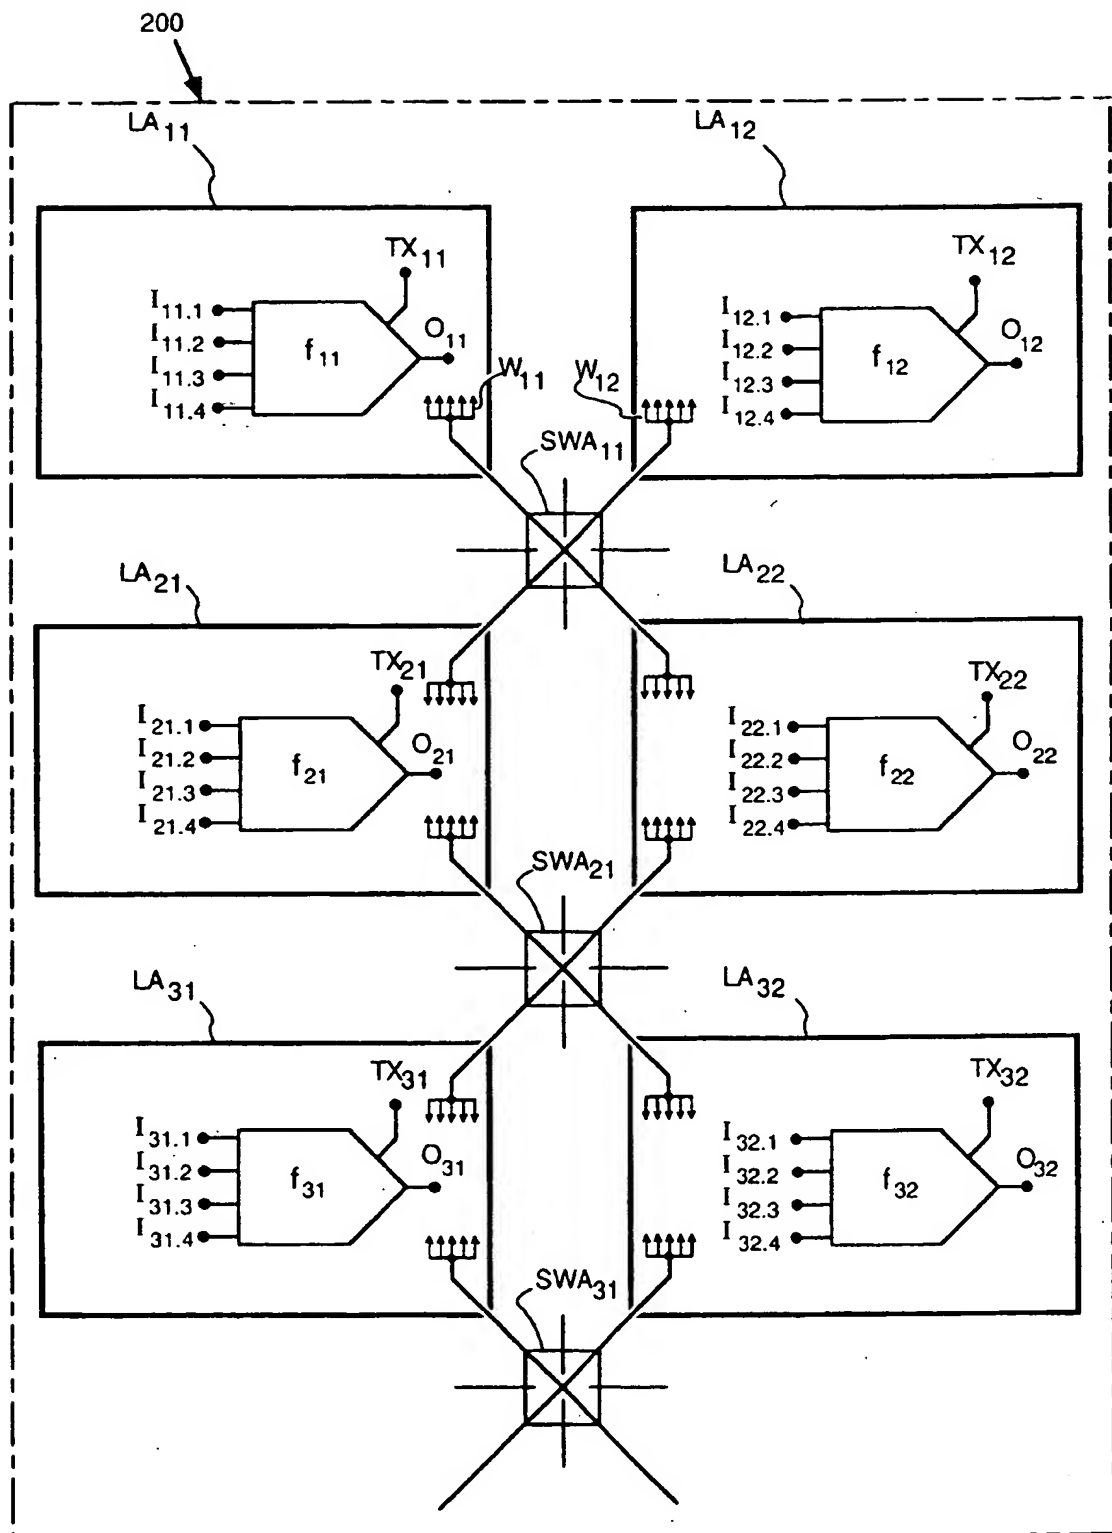 200
LA11 LA12
TX11 TX12
I11.1 I12.1
O11 O12
I11.2 I12.2
f11 f12
W11 W12
I11.3 I12.3
I11.4 I12.4
SWA11
LA21 LA22
TX21 TX22
I21.1 I22.1
O21 O22
I21.2 I22.2
f21 f22
I21.3 I22.3
I21.4 I22.4
SWA21
LA31 LA32
TX31 TX32
I31.1 I32.1
O31 O32
I31.2 I32.2
f31 f32
I31.3 I32.3
I31.4 I32.4
SWA31